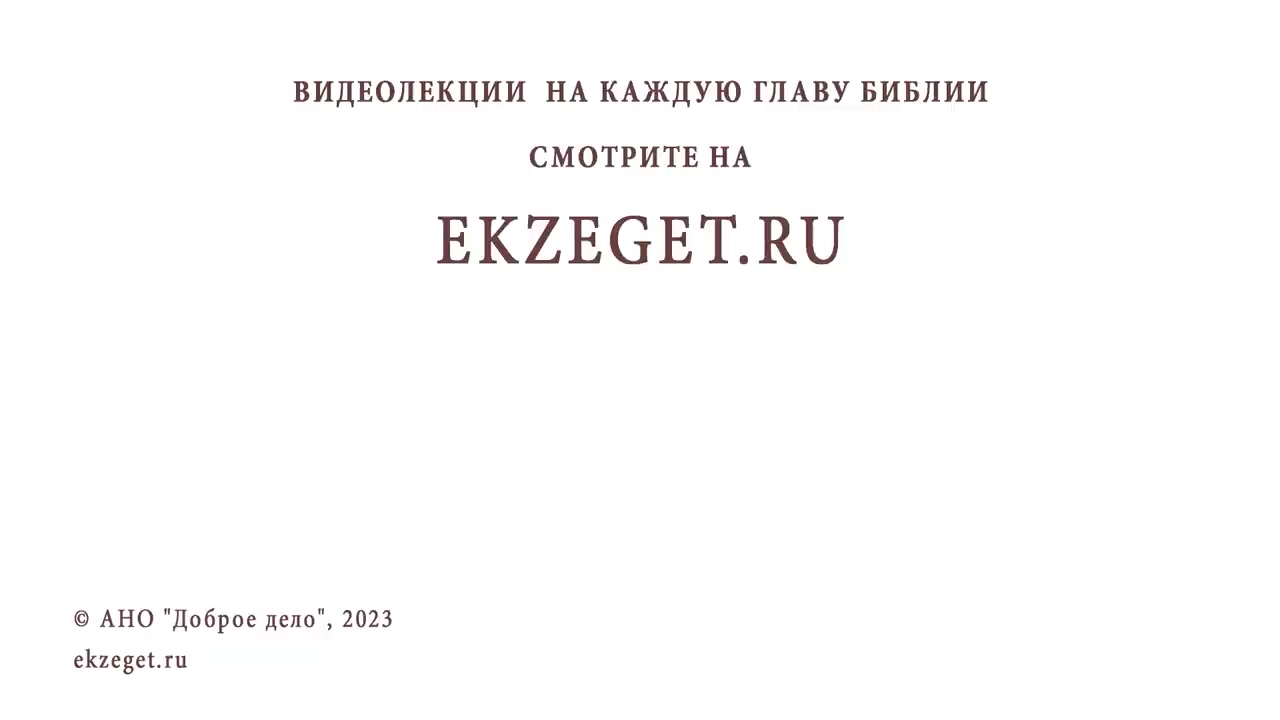 ВИДЕОЛЕКЦИИ НА КАЖДУЮ ГЛАВУ БИБЛИИ
СМОТРИТЕ НА
EKZEGET.RU
© АНО "Доброе дело", 2023
ekzeget.ru